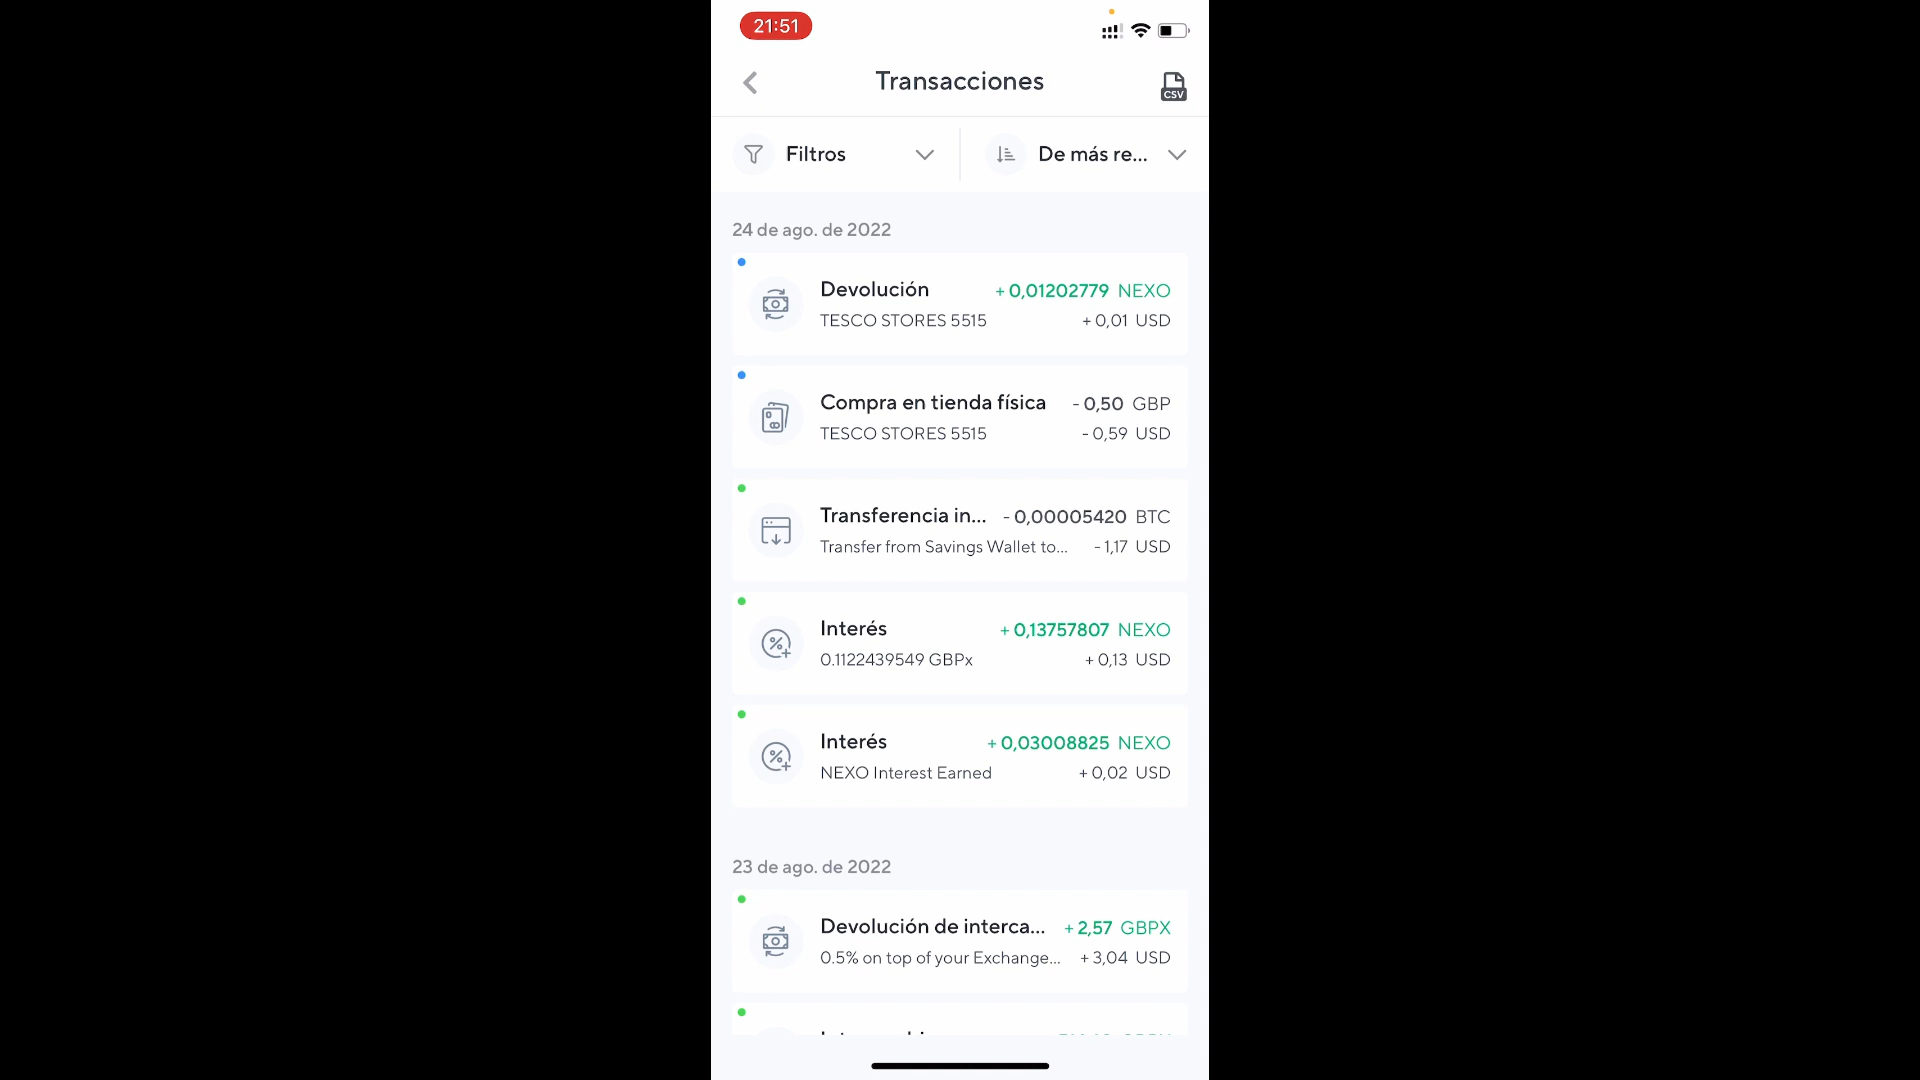 21:51
Transacciones
CSV
Filtros
De más re...
24 de ago. de 2022
Devolución + 0,01202779 NEXO
TESCO STORES 5515 + 0,01 USD
Compra en tienda física - 0,50 GBP
TESCO STORES 5515 - 0,59 USD
Transferencia in... - 0,00005420 BTC
Transfer from Savings Wallet to... - 1,17 USD
Interés + 0,13757807 NEXO
0.1122439549 GBPx + 0,13 USD
Interés + 0,03008825 NEXO
NEXO Interest Earned + 0,02 USD
23 de ago. de 2022
Devolución de interca... + 2,57 GBPX
0.5% on top of your Exchange... + 3,04 USD